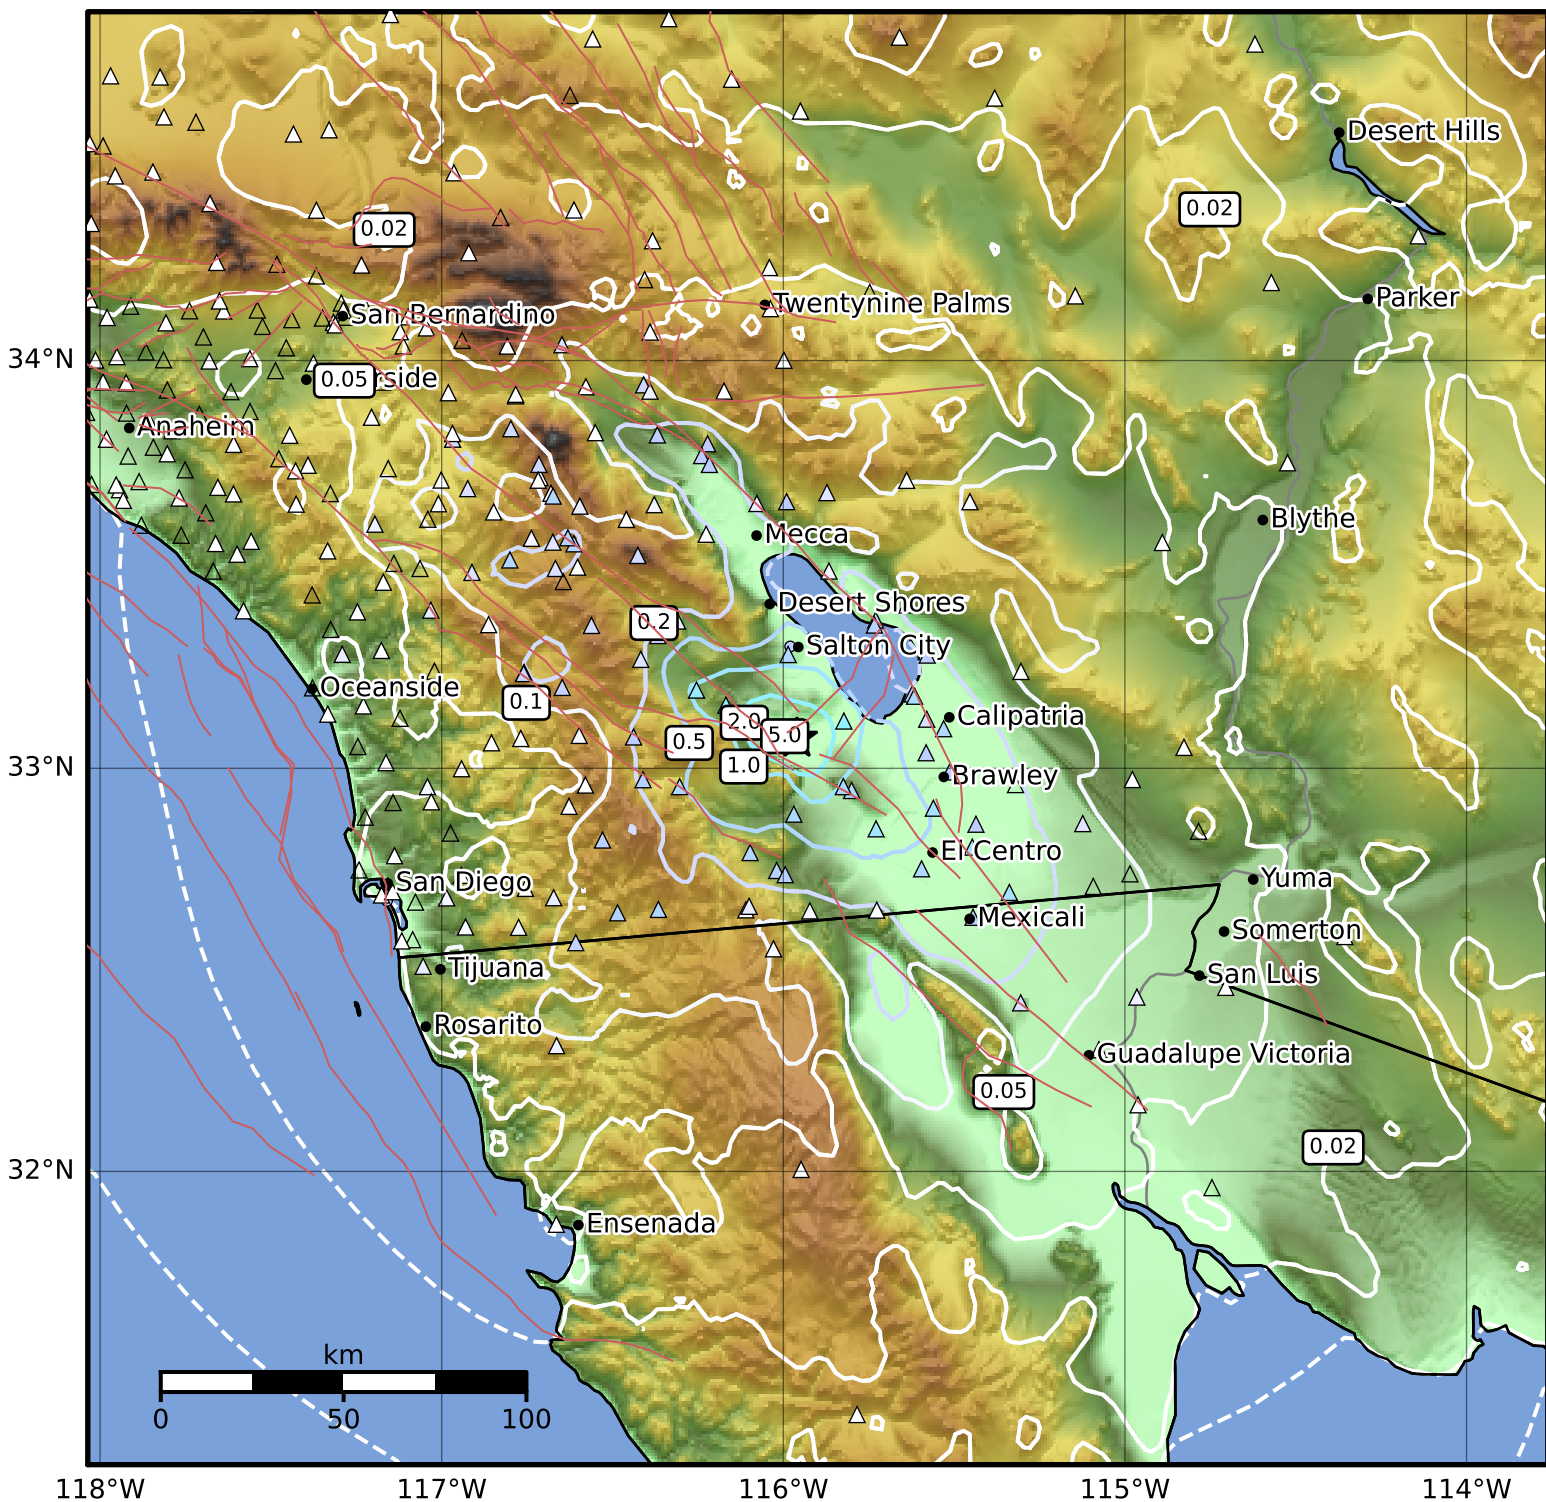 Desert Hills
0.02
0.02
Parker
Twentynine Palms
San Bernardino
34°N
0.05
side
Anaheim
Blythe
Mecca
Desert Shores
0.2
Salton City
Oceanside
0.1
Calipatria
2.0
5.0
0.5
1.0
33°N
Brawley
El Centro
San Diego
Yuma
Mexicali
Somerton
Tijuana
San Luis
Rosarito
Guadalupe Victoria
0.05
0.02
32°N
Ensenada
km
0
50
100
118°W
117°W
116°W
115°W
114°W